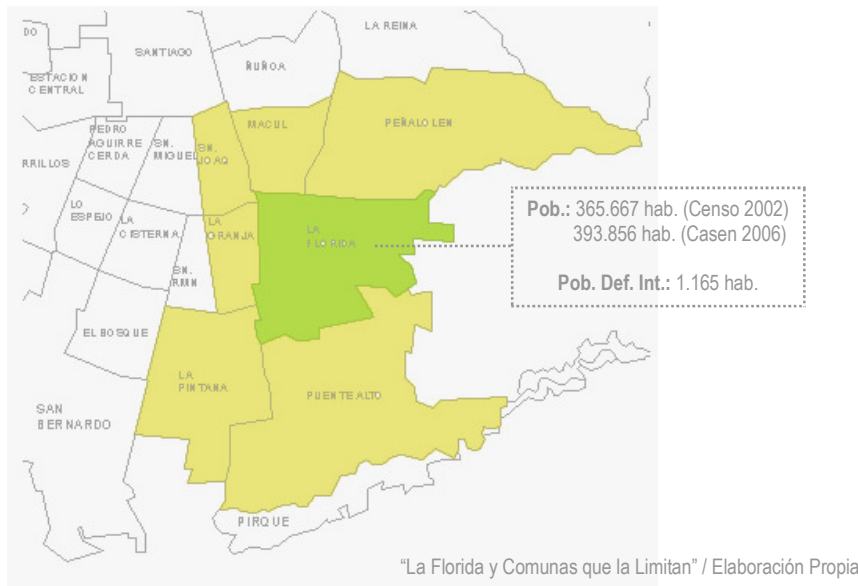 LA REINA
DO
SANTIAGO
ÑUÑOA
ESTACION
CENTRAL
MACUL
PEÑALOLEN
PEDRO
AGUIRRE
CERDA
SN.
MIGUEL
SN.
JOAQ
RRILLOS
LO
ESPEJO
LA
CISTERNA
LA
GRANJA
LA
FLORIDA
Pob.: 365.667 hab. (Censo 2002)
393.856 hab. (Casen 2006)
Pob. Def. Int.: 1.165 hab.
SN.
RMN
EL BOSQUE
LA
PINTANA
PUENTE ALTO
SAN
BERNARDO
PIRQUE
“La Florida y Comunas que la Limitan” / Elaboración Propia